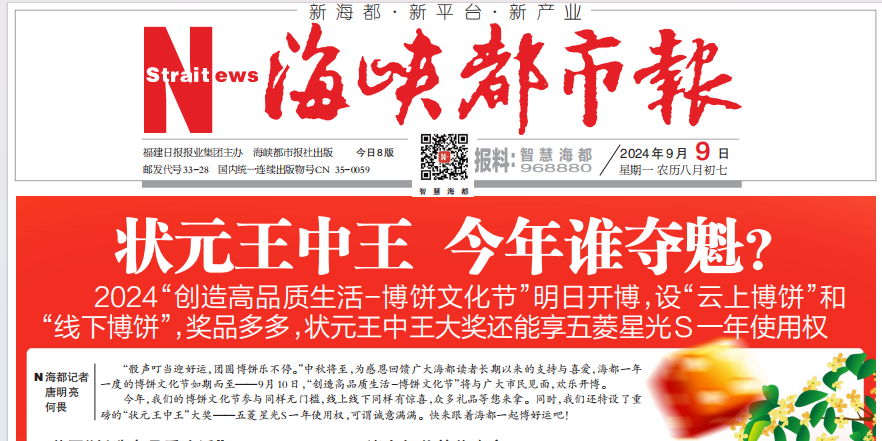 新海都·新平台·新产业
Strait News
海峡都市報
福建日报报业集团主办 海峡都市报社出版 今日8版
邮发代号33-28 国内统一连续出版物号CN 35-0059
智慧海都
报料:智慧海都
968880
2024年9月9日
星期一 农历八月初七
状元王中王 今年谁夺魁?
2024“创造高品质生活-博饼文化节”明日开博,设“云上博饼”和
“线下博饼”,奖品多多,状元王中王大奖还能享五菱星光S一年使用权
N海都记者
唐明亮
何畏
“骰声叮当迎好运,团圆博饼乐不停。”中秋将至,为感恩回馈广大海都读者长期以来的支持与喜爱,海都一年
一度的博饼文化节如期而至——9月10日,“创造高品质生活-博饼文化节”将与广大市民见面,欢乐开博。
今年,我们的博饼文化节参与同样无门槛,线上线下同样有惊喜,众多礼品等您来拿。同时,我们还特设了重
磅的“状元王中王”大奖——五菱星光S一年使用权,可谓诚意满满。快来跟着海都一起博好运吧!